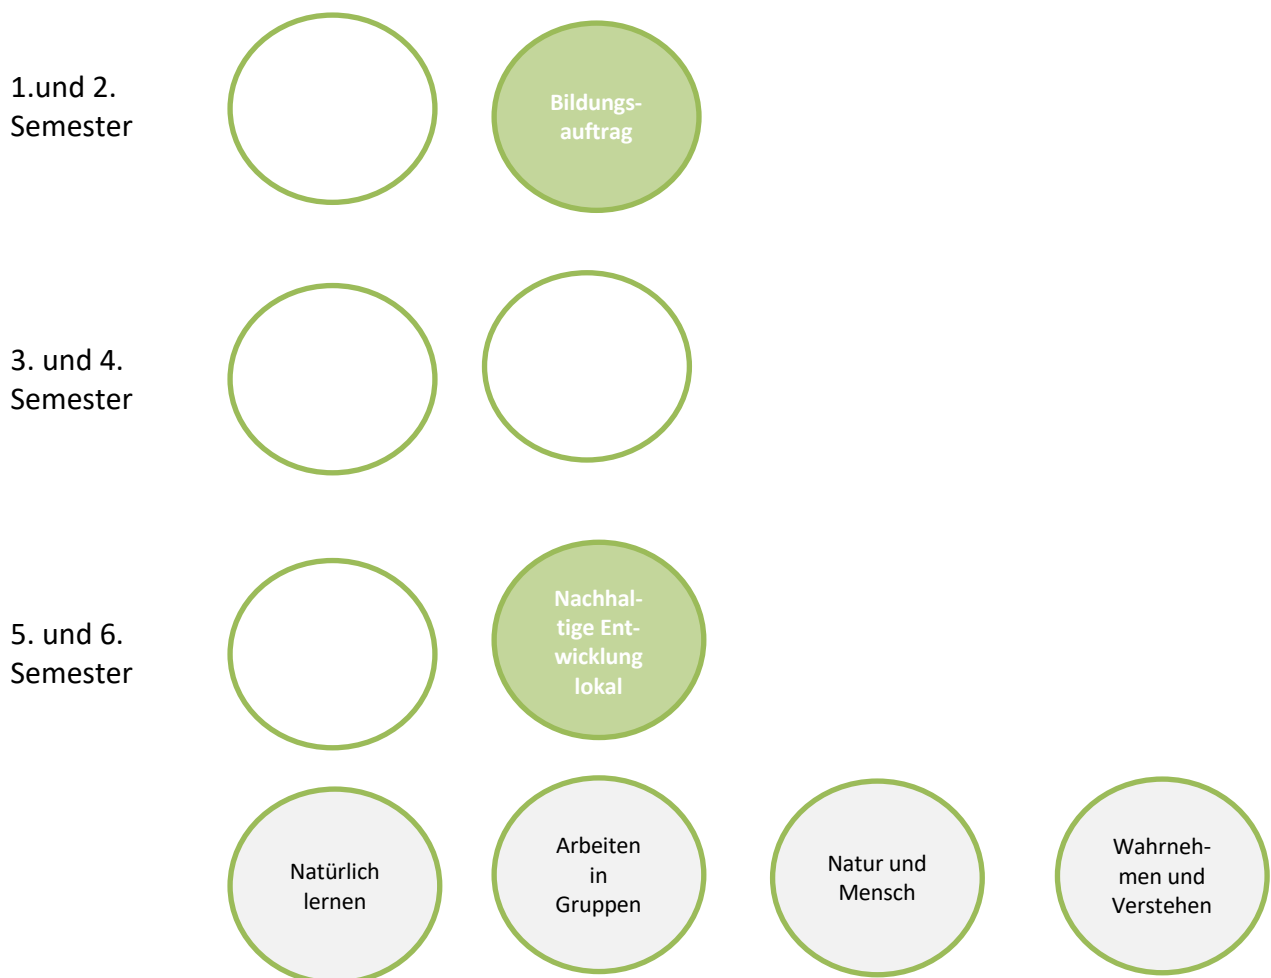 1.und 2.
Semester
Bildungs-
auftrag
3. und 4.
Semester
5. und 6.
Semester
Nachhal-
tige Ent-
wicklung
lokal
Natürlich
lernen
Arbeiten
in
Gruppen
Natur und
Mensch
Wahrneh-
men und
Verstehen